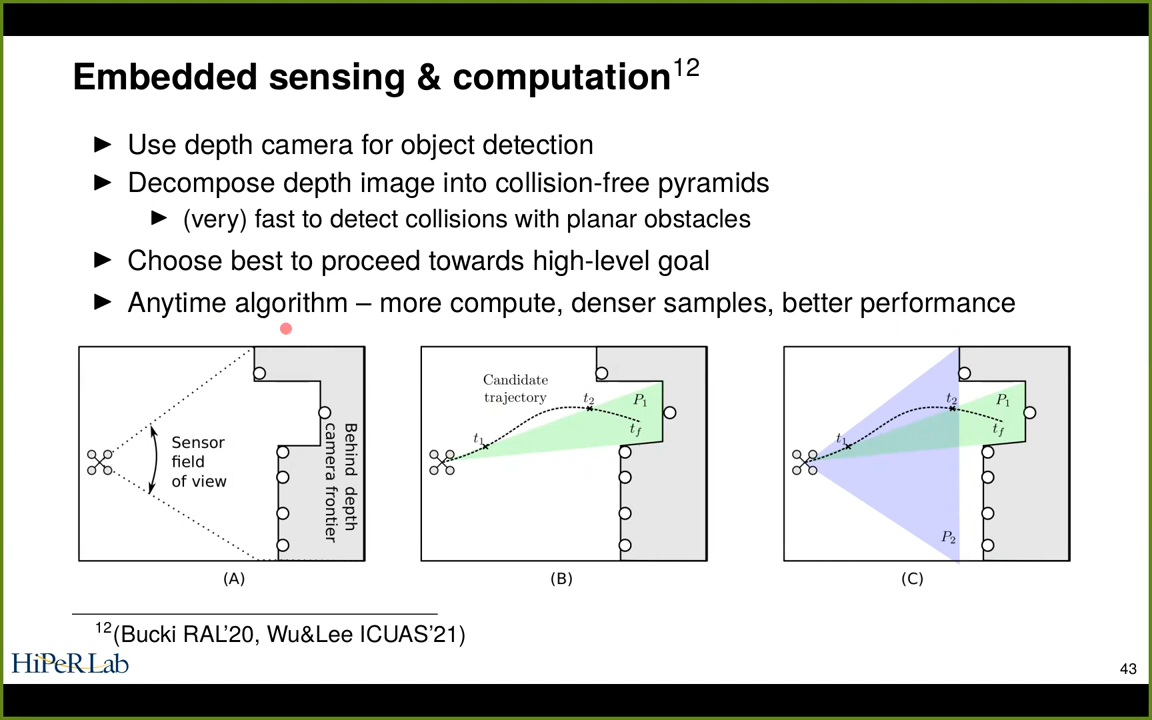 Embedded sensing & computation12
► Use depth camera for object detection
► Decompose depth image into collision-free pyramids
► (very) fast to detect collisions with planar obstacles
► Choose best to proceed towards high-level goal
► Anytime algorithm – more compute, denser samples, better performance
Sensor
field
of view
Behind depth
camera frontier
(A)
Candidate
trajectory
t1
t2
P1
tf
(B)
t1
t2
P1
tf
P2
(C)
12(Bucki RAL'20, Wu&Lee ICUAS'21)
HiPeRLab
43